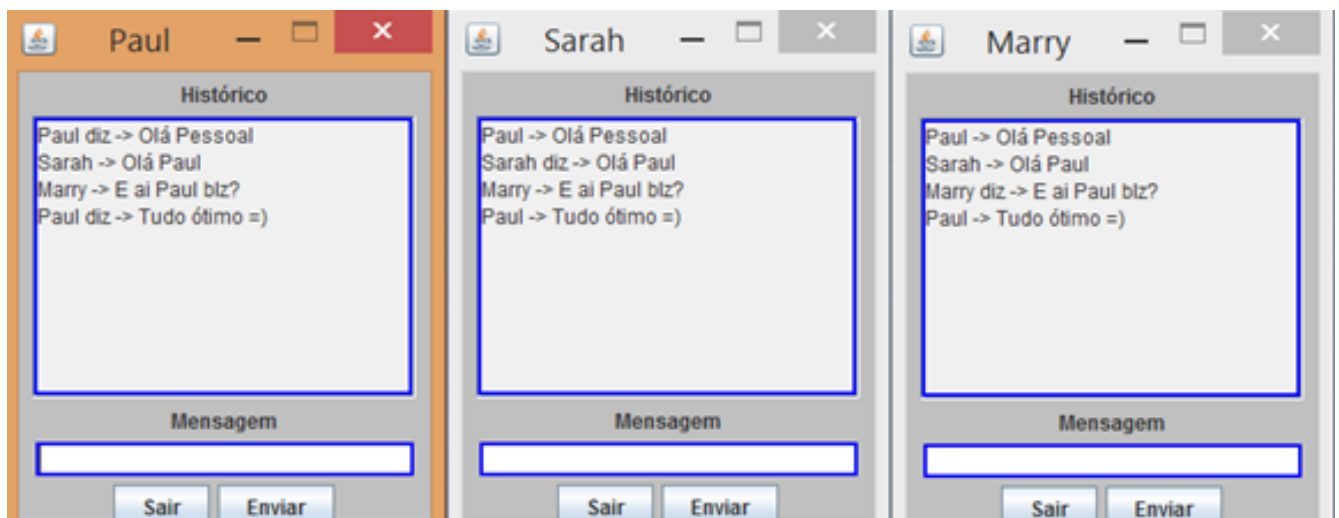 Paul
Histórico
Paul diz -> Olá Pessoal
Sarah -> Olá Paul
Marry -> E ai Paul blz?
Paul diz -> Tudo ótimo =)
Mensagem
Sair Enviar
Sarah
Histórico
Paul -> Olá Pessoal
Sarah diz -> Olá Paul
Marry -> E ai Paul blz?
Paul -> Tudo ótimo =)
Mensagem
Sair Enviar
Marry
Histórico
Paul -> Olá Pessoal
Sarah -> Olá Paul
Marry diz -> E ai Paul blz?
Paul -> Tudo ótimo =)
Mensagem
Sair Enviar